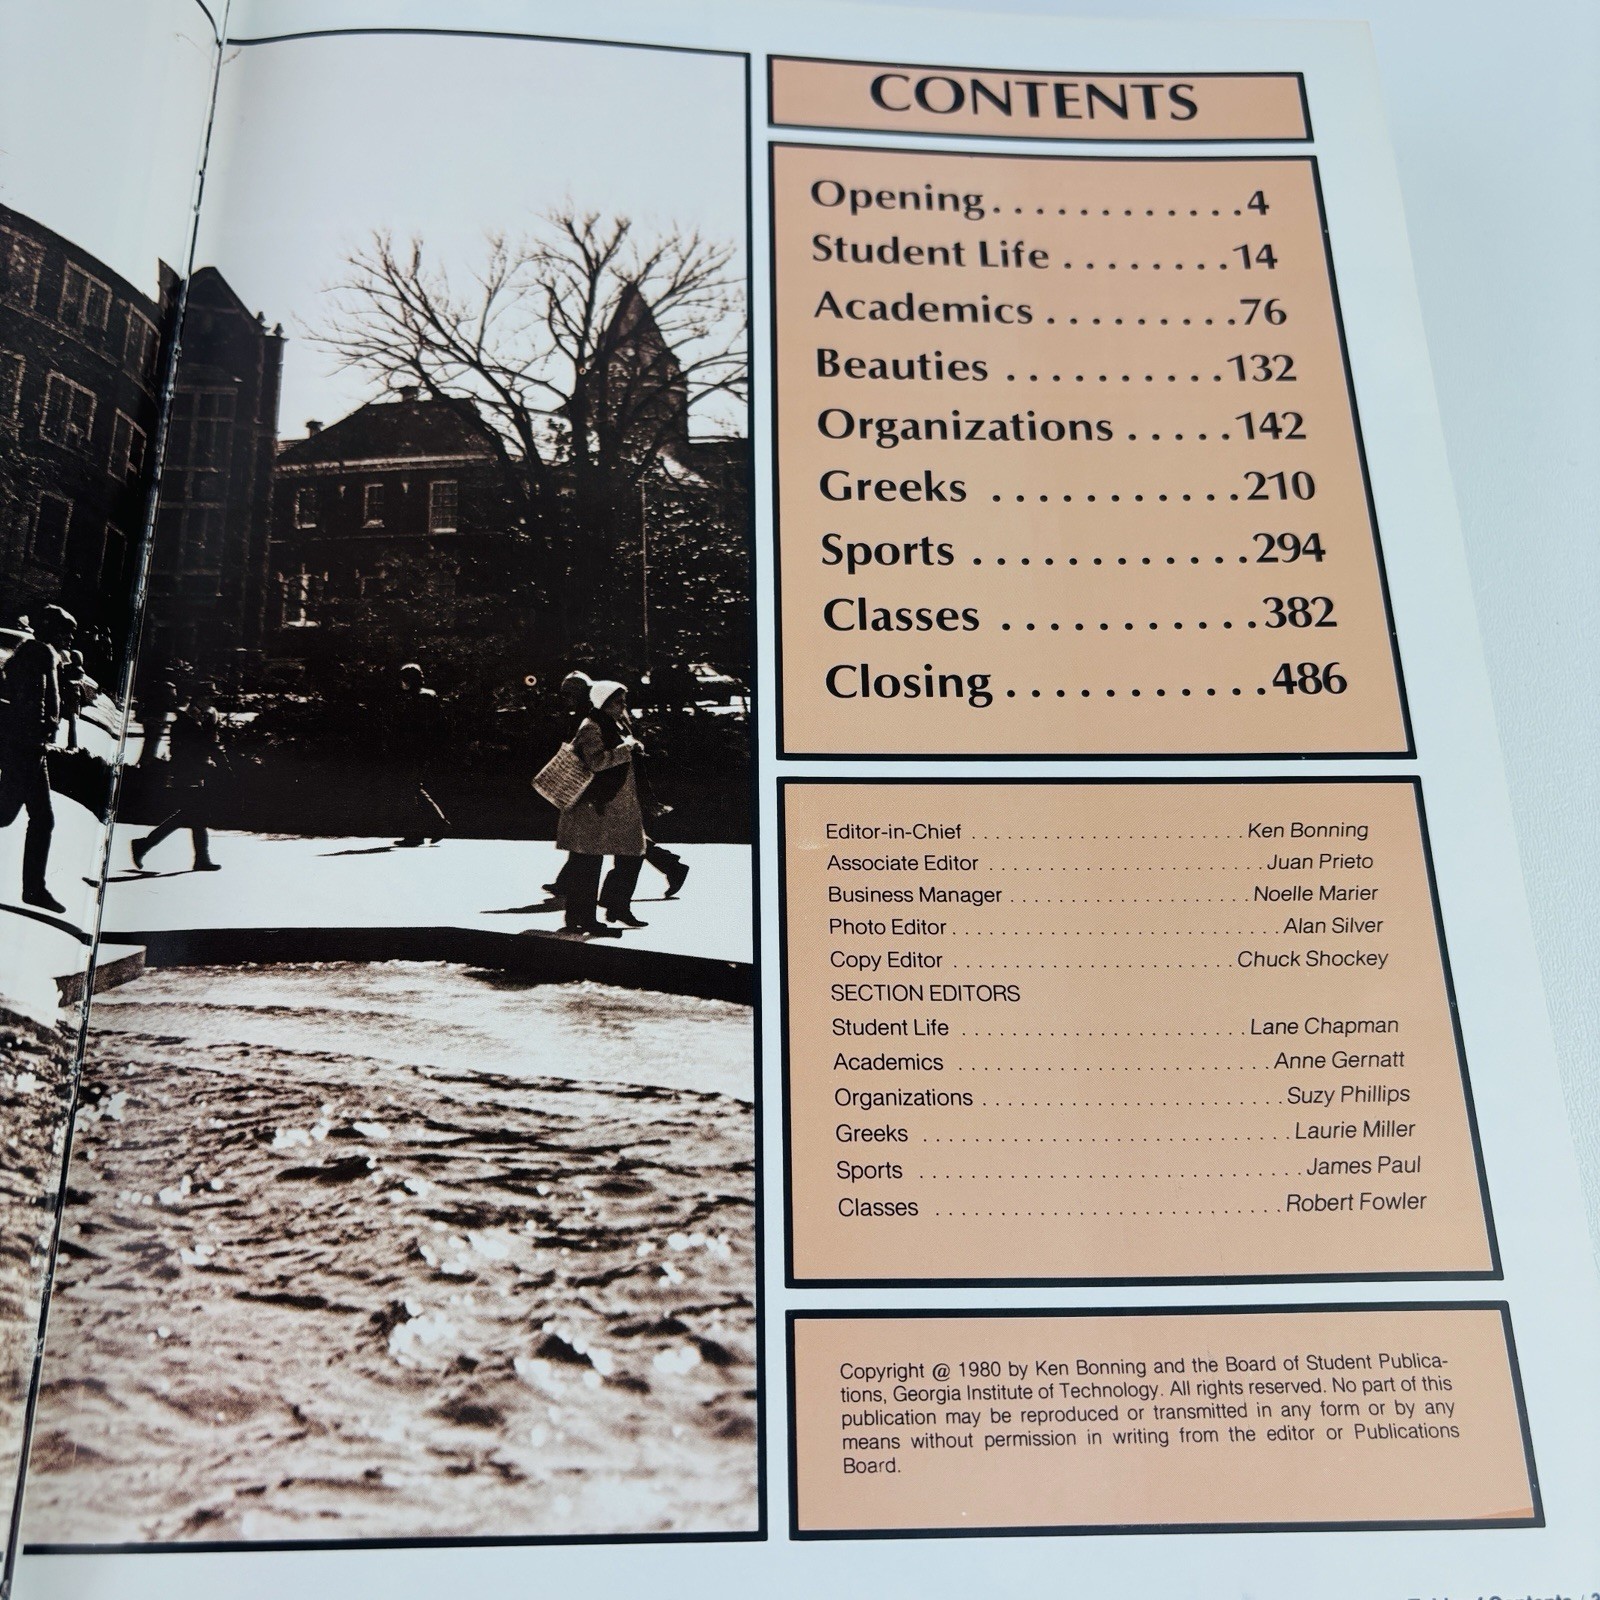 CONTENTS
Opening............4
Student Life ........14
Academics .........76
Beauties ..........132
Organizations .....142
Greeks ...........210
Sports ............294
Classes ...........382
Closing ...........486
Editor-in-Chief ........................ Ken Bonning
Associate Editor ........................ Juan Prieto
Business Manager ..................... Noelle Marier
Photo Editor ............................. Alan Silver
Copy Editor ......................... Chuck Shockey
SECTION EDITORS
Student Life ......................... Lane Chapman
Academics ........................... Anne Gernatt
Organizations .......................... Suzy Phillips
Greeks ................................ Laurie Miller
Sports .................................. James Paul
Classes .............................. Robert Fowler
Copyright @ 1980 by Ken Bonning and the Board of Student Publica-
tions, Georgia Institute of Technology. All rights reserved. No part of this
publication may be reproduced or transmitted in any form or by any
means without permission in writing from the editor or Publications
Board.